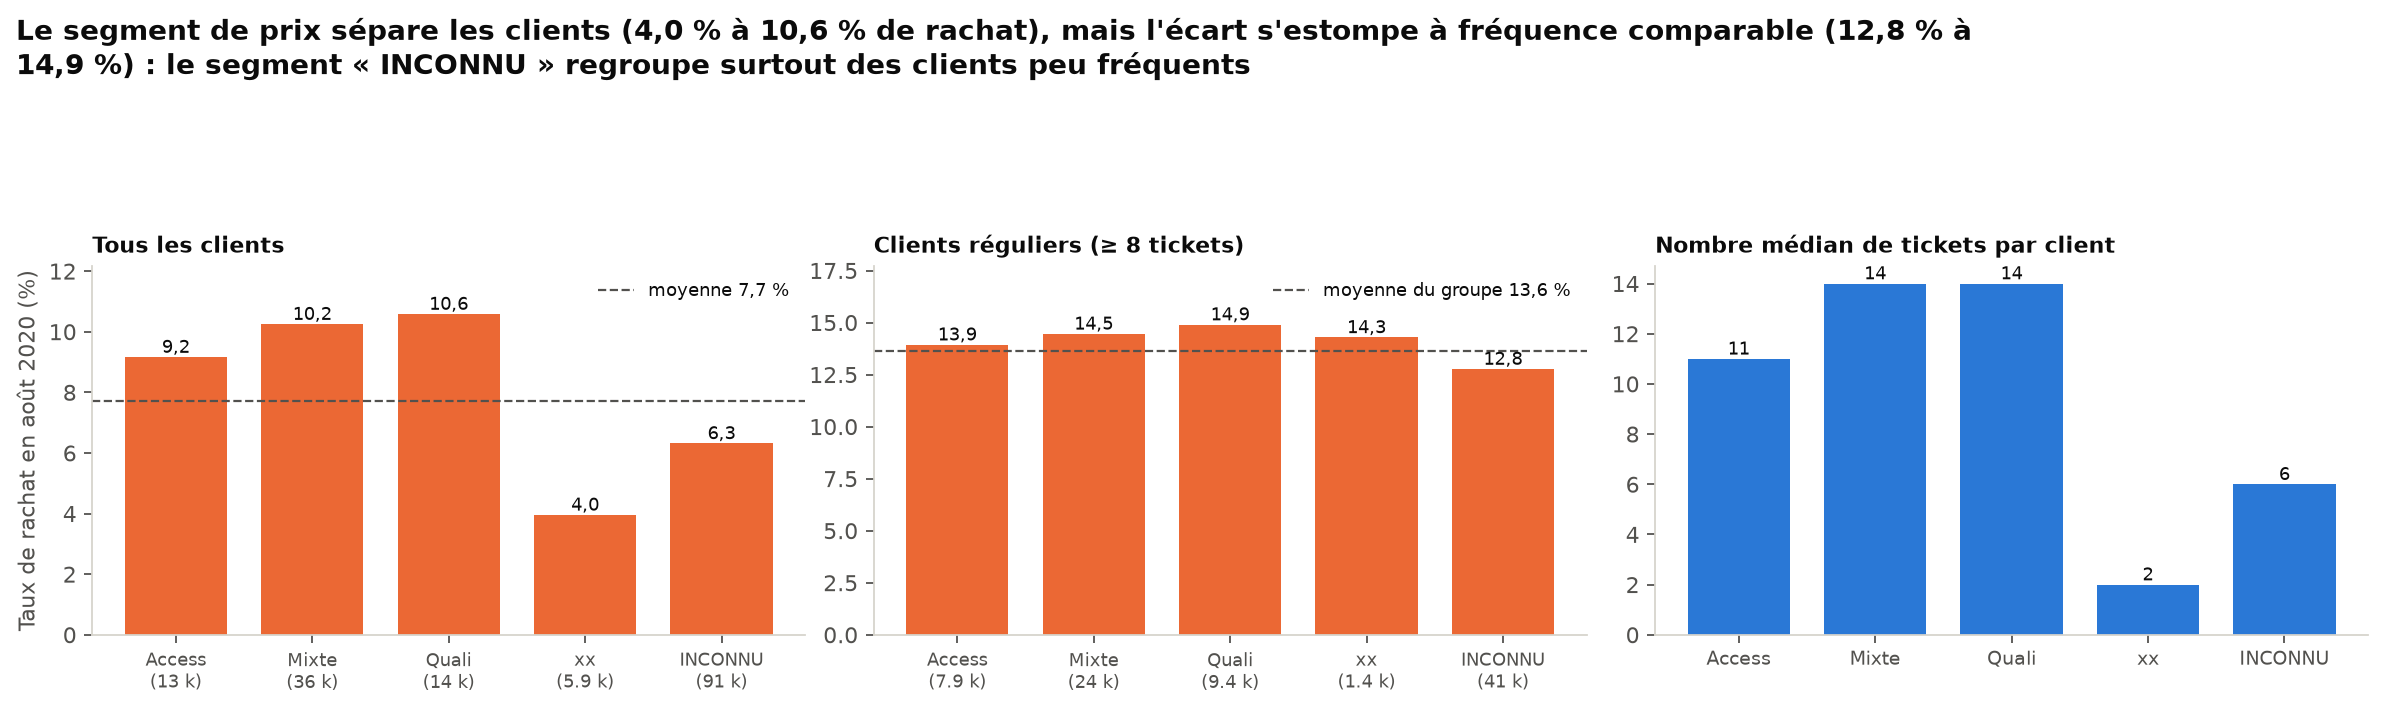 Le segment de prix sépare les clients (4,0 % à 10,6 % de rachat), mais l'écart s'estompe à fréquence comparable (12,8 % à
14,9 %) : le segment « INCONNU » regroupe surtout des clients peu fréquents
Tous les clients
Taux de rachat en août 2020 (%)
12
10
8
6
4
2
0
moyenne 7,7 %
9,2
10,2
10,6
4,0
6,3
Access
(13 k)
Mixte
(36 k)
Quali
(14 k)
xx
(5.9 k)
INCONNU
(91 k)
Clients réguliers (≥ 8 tickets)
17.5
15.0
12.5
10.0
7.5
5.0
2.5
0.0
moyenne du groupe 13,6 %
13,9
14,5
14,9
14,3
12,8
Access
(7.9 k)
Mixte
(24 k)
Quali
(9.4 k)
xx
(1.4 k)
INCONNU
(41 k)
Nombre médian de tickets par client
14
12
10
8
6
4
2
0
11
14
14
2
6
Access
Mixte
Quali
xx
INCONNU